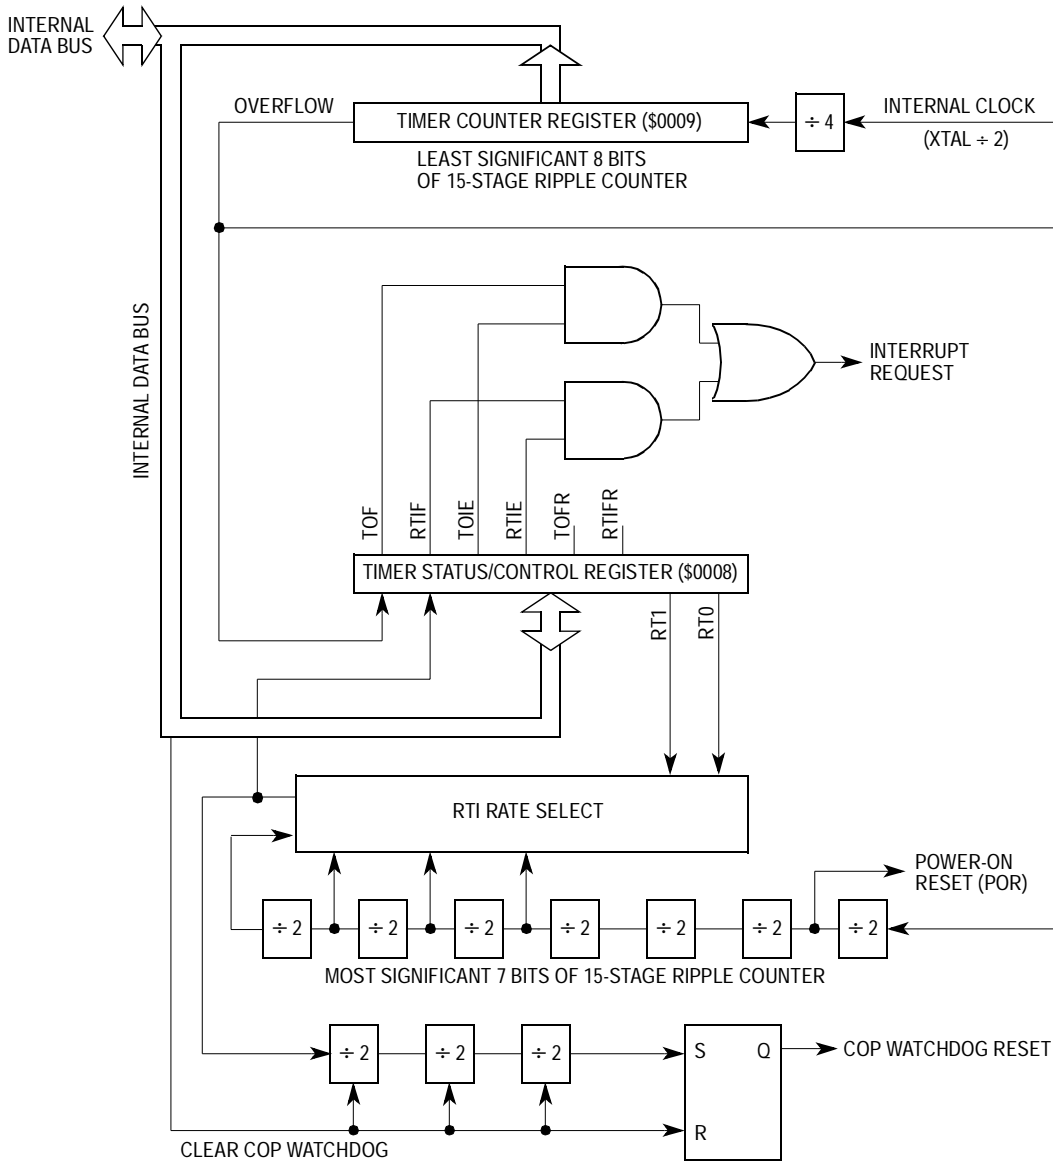 INTERNAL
DATA BUS
OVERFLOW
TIMER COUNTER REGISTER ($0009)
÷ 4
INTERNAL CLOCK
(XTAL ÷ 2)
LEAST SIGNIFICANT 8 BITS
OF 15-STAGE RIPPLE COUNTER
INTERNAL DATA BUS
INTERRUPT
REQUEST
TOF
RTIF
TOIE
RTIE
TOFR
RTIFR
TIMER STATUS/CONTROL REGISTER ($0008)
RT1
RT0
RTI RATE SELECT
POWER-ON
RESET (POR)
÷ 2
÷ 2
÷ 2
÷ 2
÷ 2
÷ 2
÷ 2
MOST SIGNIFICANT 7 BITS OF 15-STAGE RIPPLE COUNTER
÷ 2
÷ 2
÷ 2
S
Q
COP WATCHDOG RESET
R
CLEAR COP WATCHDOG